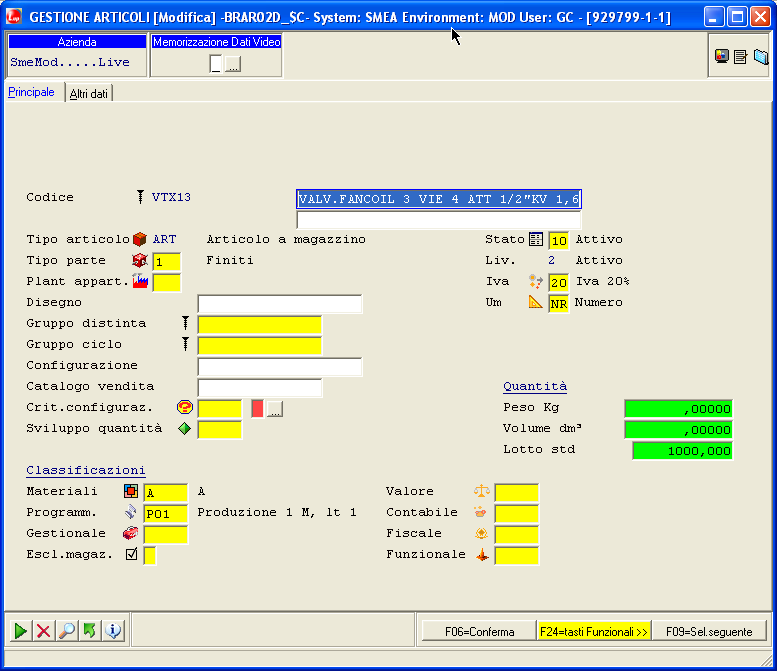 GESTIONE ARTICOLI [Modifica] -BRAR02D_SC- System: SMEA Environment: MOD User: GC - [929799-1-1]
Azienda
Memorizzazione Dati Video
SmeMod.....Live
...
Principale
Altri dati
Codice VTX13 VALV.FANCOIL 3 VIE 4 ATT 1/2"KV 1,6
Tipo articolo ART Articolo a magazzino Stato 10 Attivo
Tipo parte 1 Finiti Liv. 2 Attivo
Plant appart. Iva 20 Iva 20%
Disegno Um NR Numero
Gruppo distinta
Gruppo ciclo
Configurazione
Catalogo vendita Quantità
Crit.configuraz. ... Peso Kg ,00000
Sviluppo quantità Volume dm³ ,00000
Lotto std 1000,000
Classificazioni
Materiali A A Valore
Programm. P01 Produzione 1 M, lt 1 Contabile
Gestionale Fiscale
Escl.magaz. Funzionale
F06=Conferma F24=tasti Funzionali >> F09=Sel.seguente